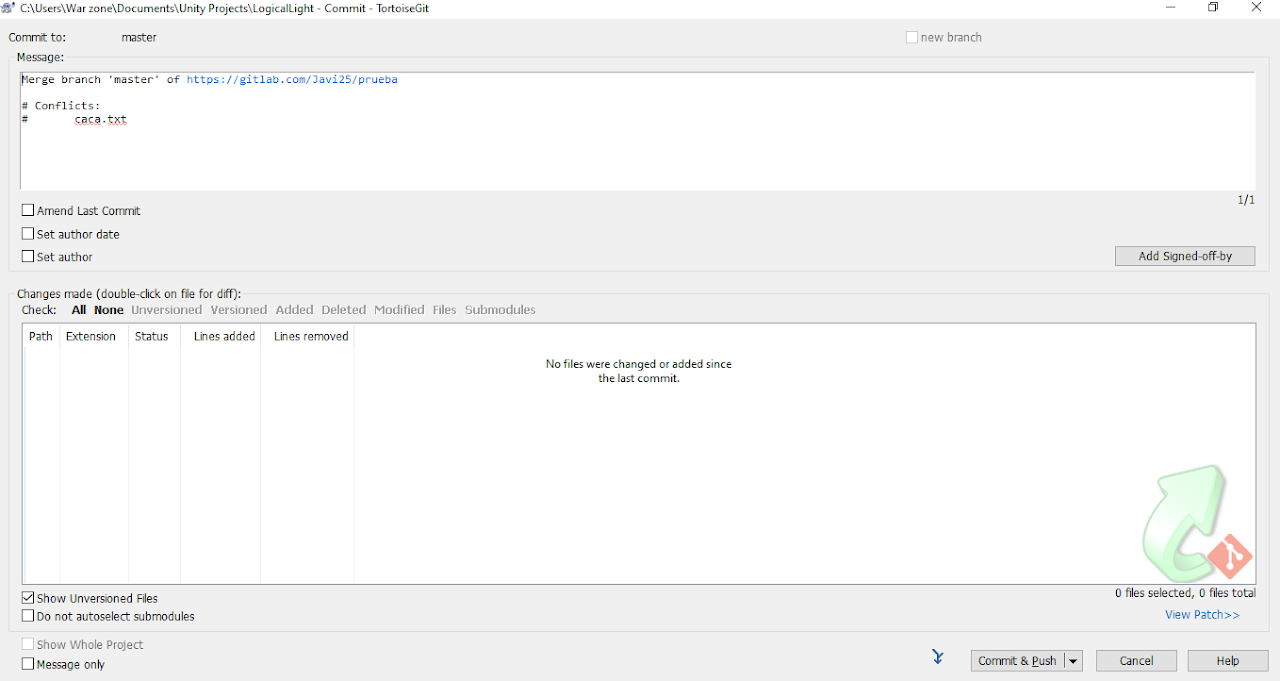 C:\Users\War zone\Documents\Unity Projects\LogicalLight - Commit - TortoiseGit
Commit to: master new branch
Message:
Merge branch 'master' of https://gitlab.com/Javi25/prueba
# Conflicts:
# caca.txt
1/1
Amend Last Commit
Set author date
Set author Add Signed-off-by
Changes made (double-click on file for diff):
Check: All None Unversioned Versioned Added Deleted Modified Files Submodules
Path Extension Status Lines added Lines removed
No files were changed or added since
the last commit.
Show Unversioned Files 0 files selected, 0 files total
Do not autoselect submodules View Patch>>
Show Whole Project
Message only Commit & Push Cancel Help